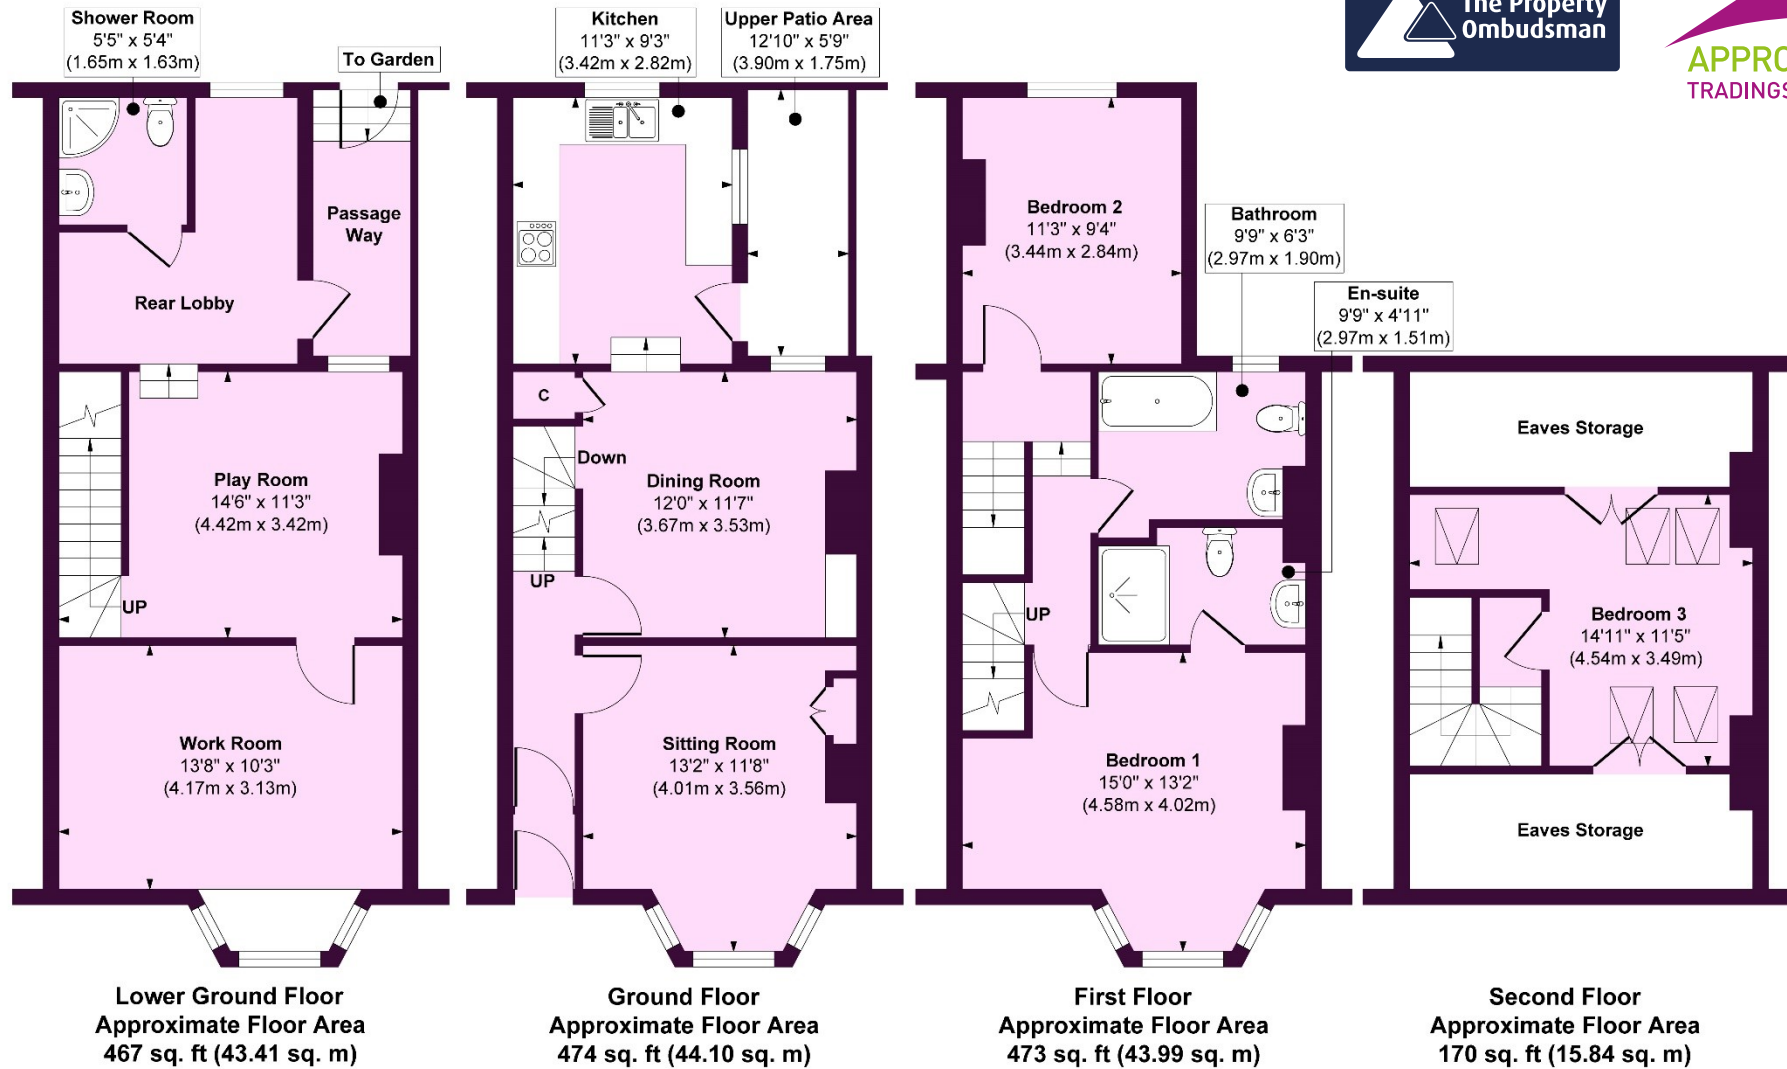 Shower Room
5'5" x 5'4"
(1.65m x 1.63m)
To Garden
Passage
Way
Rear Lobby
Play Room
14'6" x 11'3"
(4.42m x 3.42m)
UP
Work Room
13'8" x 10'3"
(4.17m x 3.13m)
Lower Ground Floor
Approximate Floor Area
467 sq. ft (43.41 sq. m)
Kitchen
11'3" x 9'3"
(3.42m x 2.82m)
Upper Patio Area
12'10" x 5'9"
(3.90m x 1.75m)
C
Down
Dining Room
12'0" x 11'7"
(3.67m x 3.53m)
UP
Sitting Room
13'2" x 11'8"
(4.01m x 3.56m)
Ground Floor
Approximate Floor Area
474 sq. ft (44.10 sq. m)
Bedroom 2
11'3" x 9'4"
(3.44m x 2.84m)
Bathroom
9'9" x 6'3"
(2.97m x 1.90m)
En-suite
9'9" x 4'11"
(2.97m x 1.51m)
UP
Bedroom 1
15'0" x 13'2"
(4.58m x 4.02m)
First Floor
Approximate Floor Area
473 sq. ft (43.99 sq. m)
The Property
Ombudsman
APPRO
TRADINGS
Eaves Storage
Bedroom 3
14'11" x 11'5"
(4.54m x 3.49m)
Eaves Storage
Second Floor
Approximate Floor Area
170 sq. ft (15.84 sq. m)